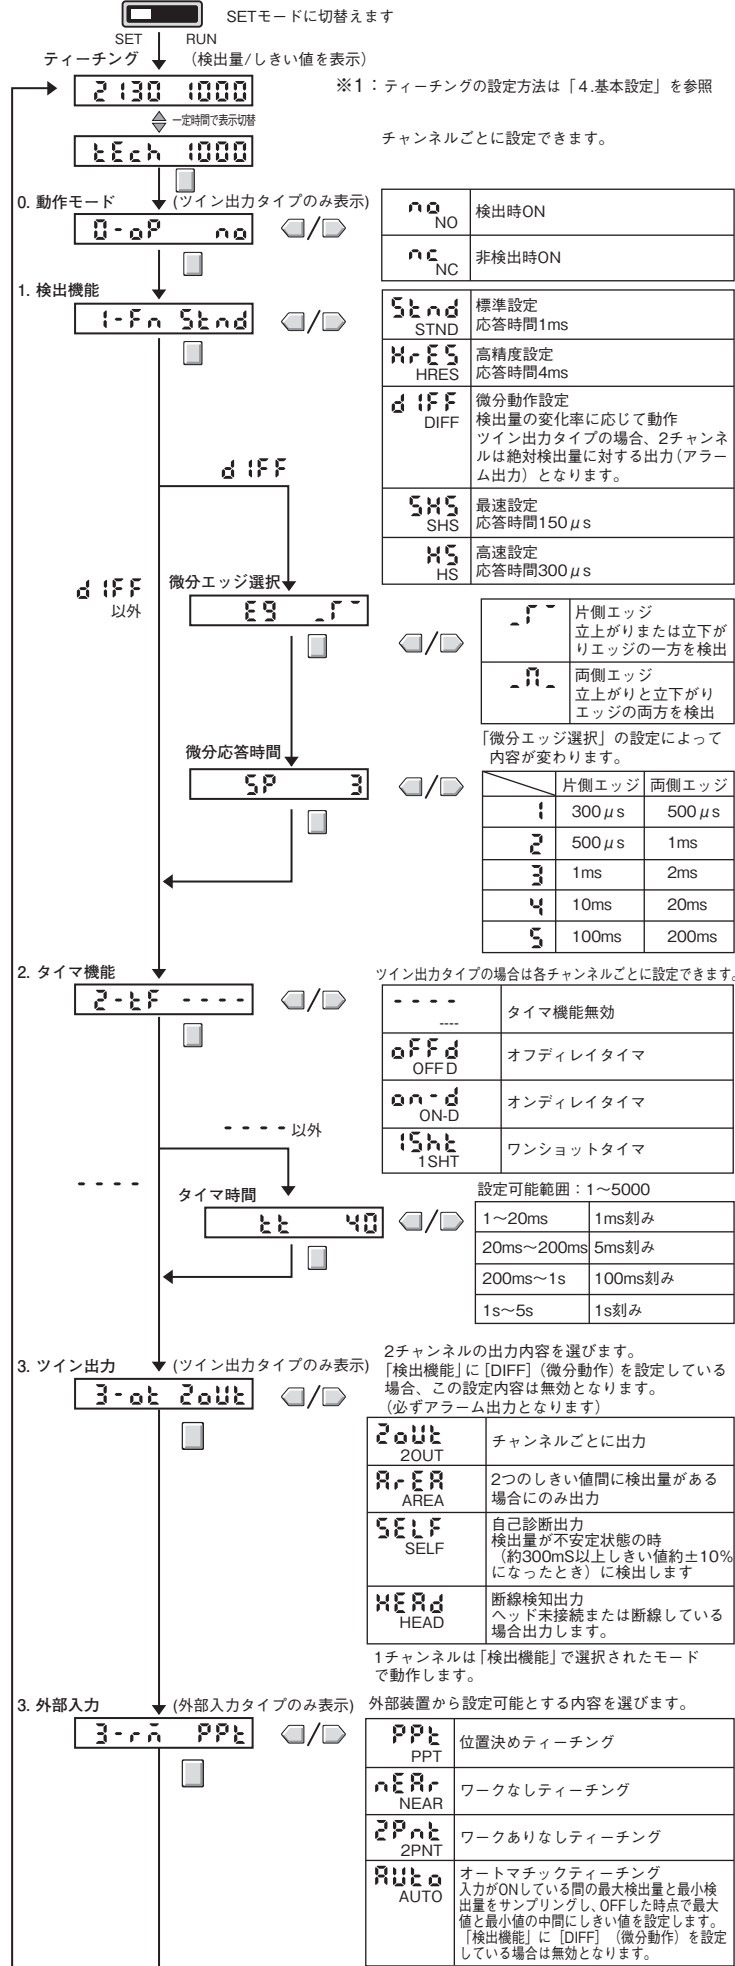 SETモードに切替えます
SET RUN
ティーチング (検出量/しきい値を表示)
2130 1000
※1：ティーチングの設定方法は「4.基本設定」を参照
一定時間で表示切替
tEch 1000
チャンネルごとに設定できます。
0. 動作モード (ツイン出力タイプのみ表示)
0-oP no
no NO 検出時ON
nc NC 非検出時ON
1. 検出機能
1-Fn Stnd
Stnd STND 標準設定
応答時間1ms
HrES HRES 高精度設定
応答時間4ms
dIFF DIFF 微分動作設定
検出量の変化率に応じて動作
ツイン出力タイプの場合、2チャンネ
ルは絶対検出量に対する出力（アラー
ム出力）となります。
SHS SHS 最速設定
応答時間150μs
HS HS 高速設定
応答時間300μs
dIFF
dIFF
以外
微分エッジ選択
Eg
片側エッジ
立上がりまたは立下が
りエッジの一方を検出
両側エッジ
立上がりと立下がり
エッジの両方を検出
「微分エッジ選択」の設定によって
内容が変わります。
微分応答時間
SP 3
片側エッジ 両側エッジ
1 300μs 500μs
2 500μs 1ms
3 1ms 2ms
4 10ms 20ms
5 100ms 200ms
2. タイマ機能
2-tF ----
ツイン出力タイプの場合は各チャンネルごとに設定できます。
---- ---- タイマ機能無効
oFFd OFFD オフディレイタイマ
on-d ON-D オンディレイタイマ
1Sht 1SHT ワンショットタイマ
---- 以外
----
タイマ時間
tt 40
設定可能範囲：1～5000
1～20ms 1ms刻み
20ms～200ms 5ms刻み
200ms～1s 100ms刻み
1s～5s 1s刻み
3. ツイン出力 (ツイン出力タイプのみ表示)
3-ot 2oUt
2チャンネルの出力内容を選びます。
「検出機能」に[DIFF]（微分動作）を設定している
場合、この設定内容は無効となります。
(必ずアラーム出力となります)
2oUt 2OUT チャンネルごとに出力
ArEA AREA 2つのしきい値間に検出量がある
場合にのみ出力
SELF SELF 自己診断出力
検出量が不安定状態の時
（約300mS以上しきい値約±10%
になったとき）に検出します
HEAd HEAD 断線検知出力
ヘッド未接続または断線している
場合出力します。
1チャンネルは「検出機能」で選択されたモード
で動作します。
3. 外部入力 (外部入力タイプのみ表示)
外部装置から設定可能とする内容を選びます。
3-rm PPt
PPt PPT 位置決めティーチング
nEAr NEAR ワークなしティーチング
2Pnt 2PNT ワークありなしティーチング
AUto AUTO オートマチックティーチング
入力がONしている間の最大検出量と最小検
出量をサンプリングし、OFFした時点で最大
値と最小値の中間にしきい値を設定します。
「検出機能」に［DIFF］（微分動作）を設定
している場合は無効となります。